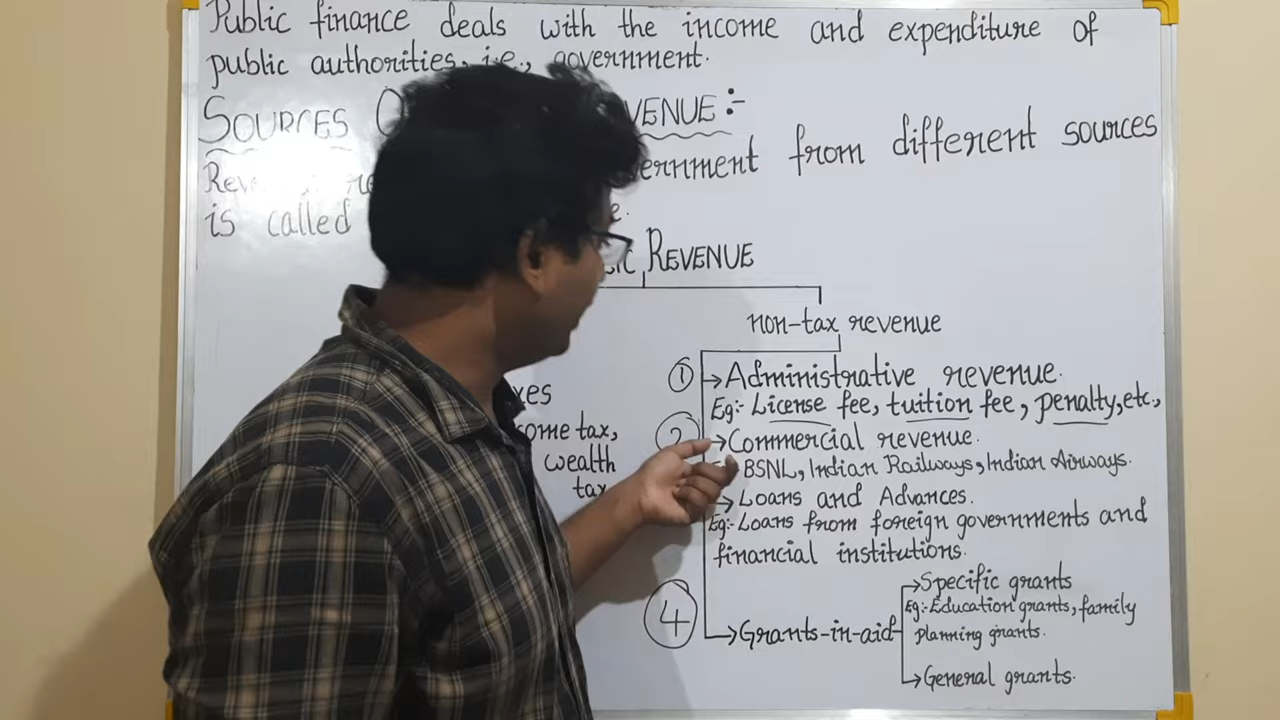 Public finance deals with the income and expenditure of
public authorities, i.e., government.
SOURCES VENUE :-
ernment from different sources
is called
REVENUE
non-tax revenue
① → Administrative revenue.
Eg:- License fee, tuition fee, penalty, etc.,
2 → Commercial revenue.
BSNL, Indian Railways, Indian Airways.
→ Loans and Advances.
Eg:- Loans from foreign governments and
financial institutions.
④ → Grants-in-aid
→ Specific grants
Eg:- Education grants, family
planning grants.
→ General grants.
xes
ome tax,
wealth
tax